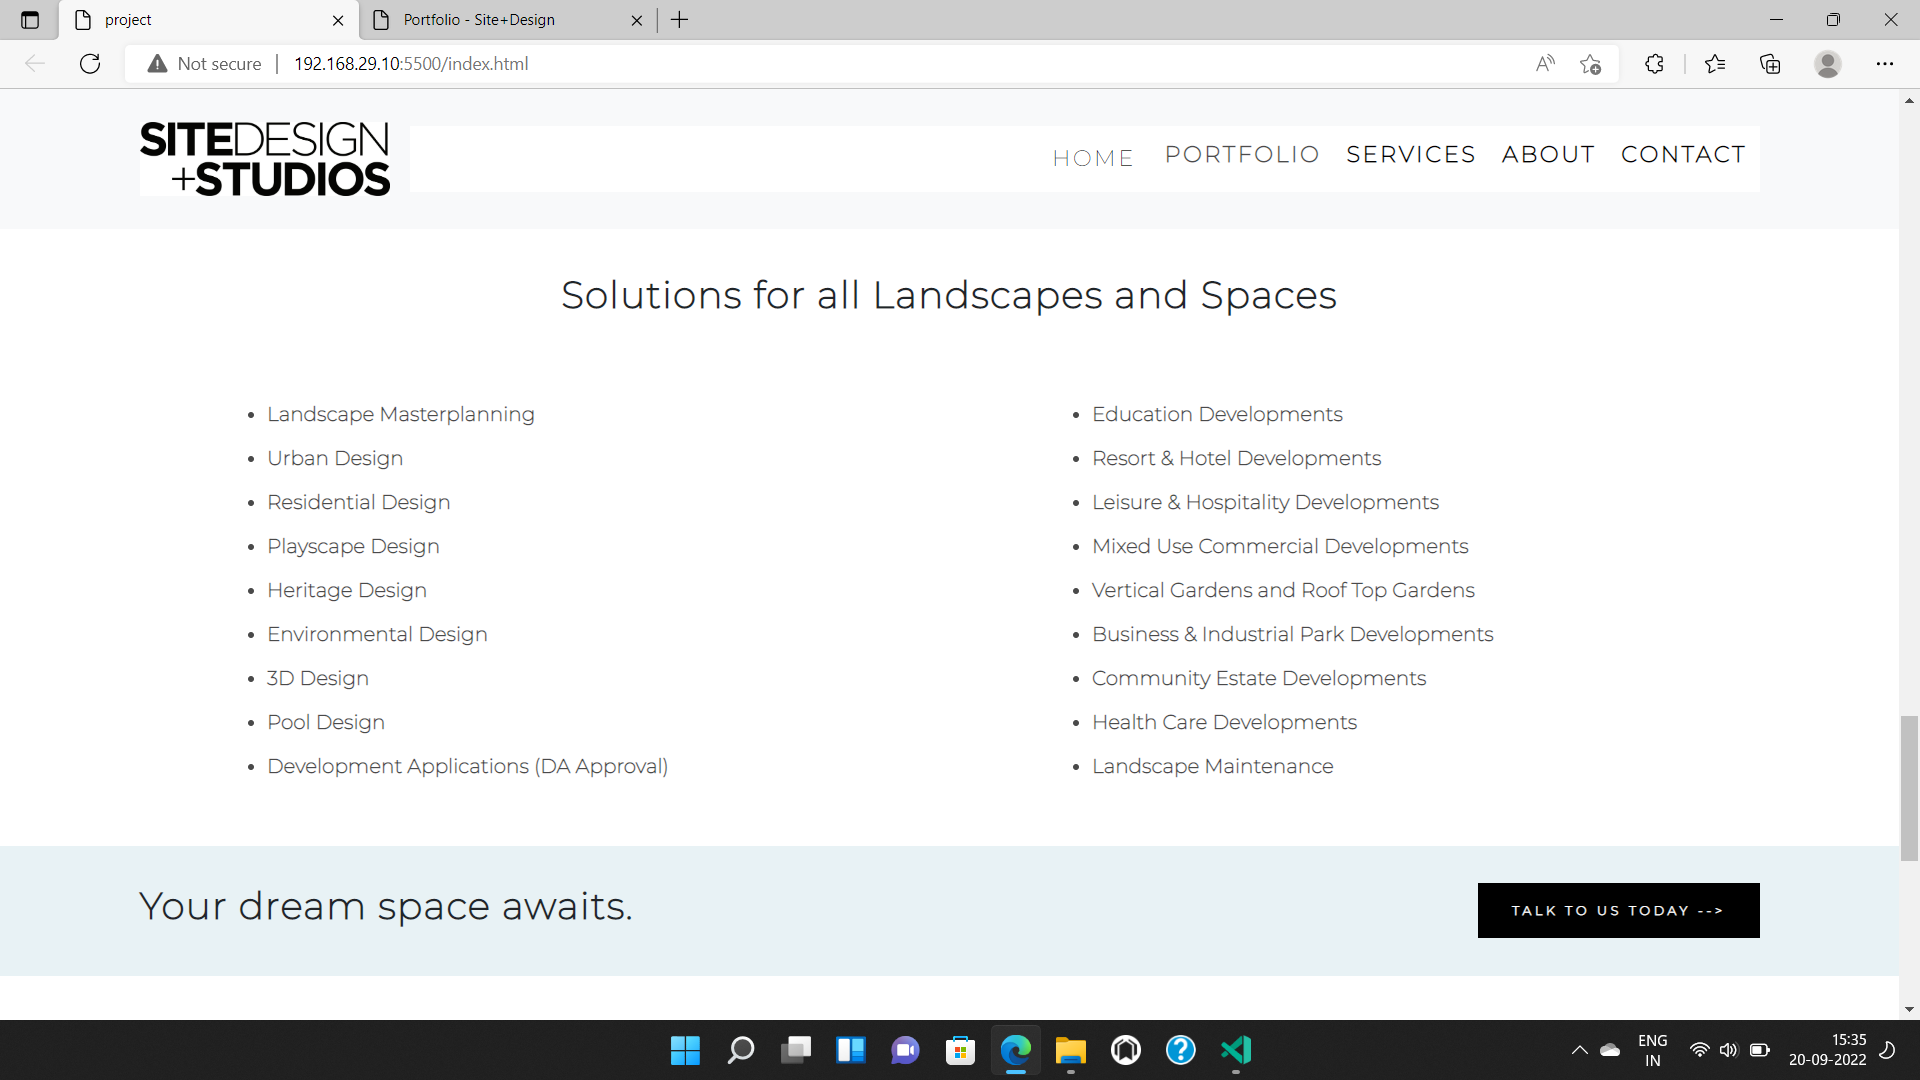 project
Portfolio - Site+Design
Not secure
192.168.29.10:5500/index.html
SITEDESIGN
+STUDIOS
HOME PORTFOLIO SERVICES ABOUT CONTACT
Solutions for all Landscapes and Spaces
• Landscape Masterplanning
• Urban Design
• Residential Design
• Playscape Design
• Heritage Design
• Environmental Design
• 3D Design
• Pool Design
• Development Applications (DA Approval)
• Education Developments
• Resort & Hotel Developments
• Leisure & Hospitality Developments
• Mixed Use Commercial Developments
• Vertical Gardens and Roof Top Gardens
• Business & Industrial Park Developments
• Community Estate Developments
• Health Care Developments
• Landscape Maintenance
Your dream space awaits.
TALK TO US TODAY -->
ENG
IN
15:35
20-09-2022